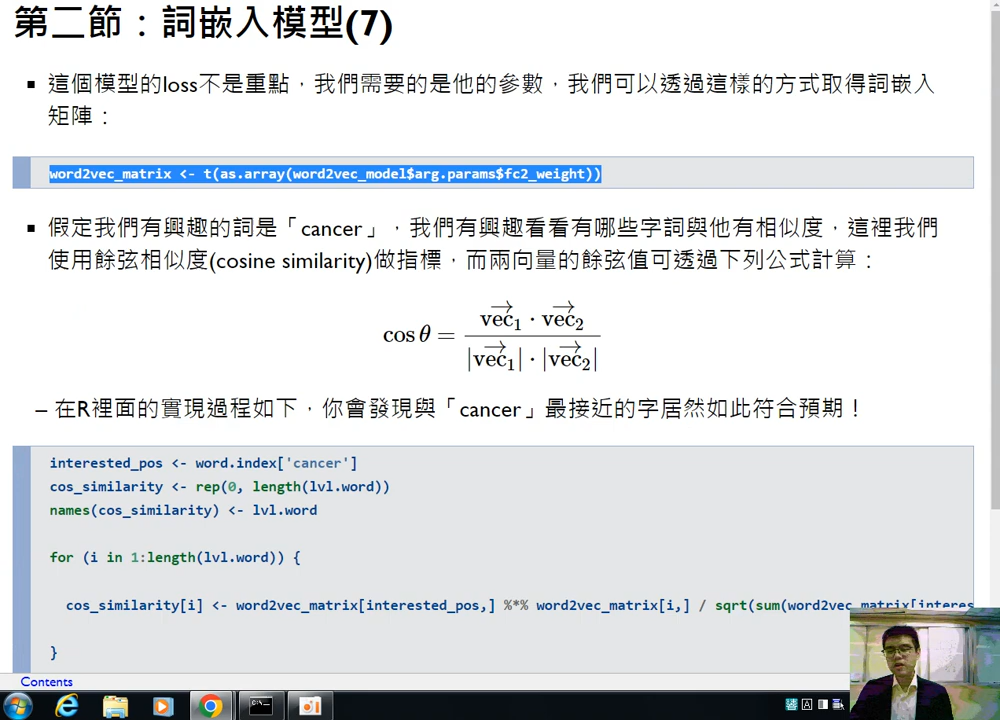 第二節：詞嵌入模型(7)
這個模型的loss不是重點，我們需要的是他的參數，我們可以透過這樣的方式取得詞嵌入
矩陣：
word2vec_matrix <- t(as.array(word2vec_model$arg.params$fc2_weight))
假定我們有興趣的詞是「cancer」，我們有興趣看看有哪些字詞與他有相似度，這裡我們
使用餘弦相似度(cosine similarity)做指標，而兩向量的餘弦值可透過下列公式計算：
cos θ = (vec₁ · vec₂) / (|vec₁| · |vec₂|)
– 在R裡面的實現過程如下，你會發現與「cancer」最接近的字居然如此符合預期！
interested_pos <- word.index['cancer']
cos_similarity <- rep(0, length(lvl.word))
names(cos_similarity) <- lvl.word
for (i in 1:length(lvl.word)) {
cos_similarity[i] <- word2vec_matrix[interested_pos,] %*% word2vec_matrix[i,] / sqrt(sum(word2vec_matrix[interes
}
Contents